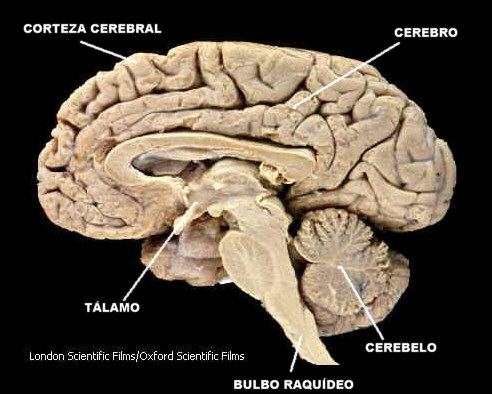 CORTEZA CEREBRAL
CEREBRO
TÁLAMO
CEREBELO
London Scientific Films/Oxford Scientific Films
BULBO RAQUÍDEO